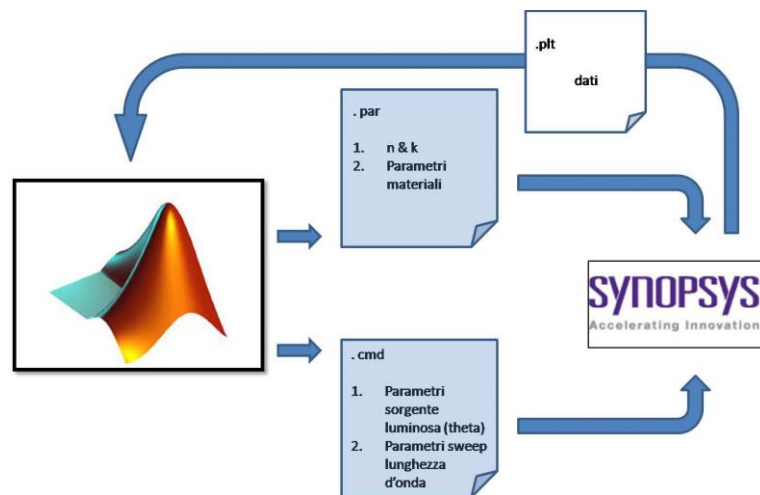 .plt
dati
. par
1. n & k
2. Parametri
materiali
SYNOPSYS
Accelerating Innovation
. cmd
1. Parametri
sorgente
luminosa (theta)
2. Parametri sweep
lunghezza
d'onda